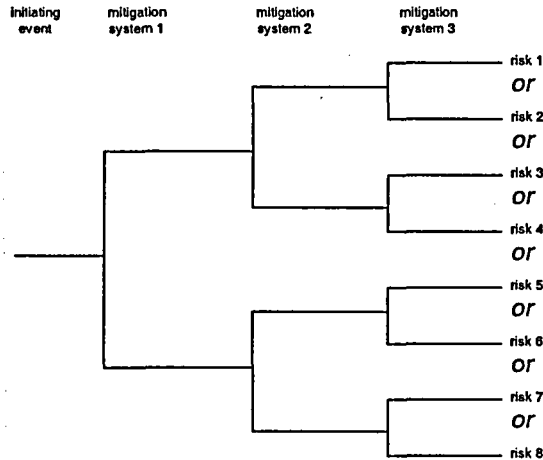 initiating event
mitigation system 1
mitigation system 2
mitigation system 3
risk 1
or
risk 2
or
risk 3
or
risk 4
or
risk 5
or
risk 6
or
risk 7
or
risk 8